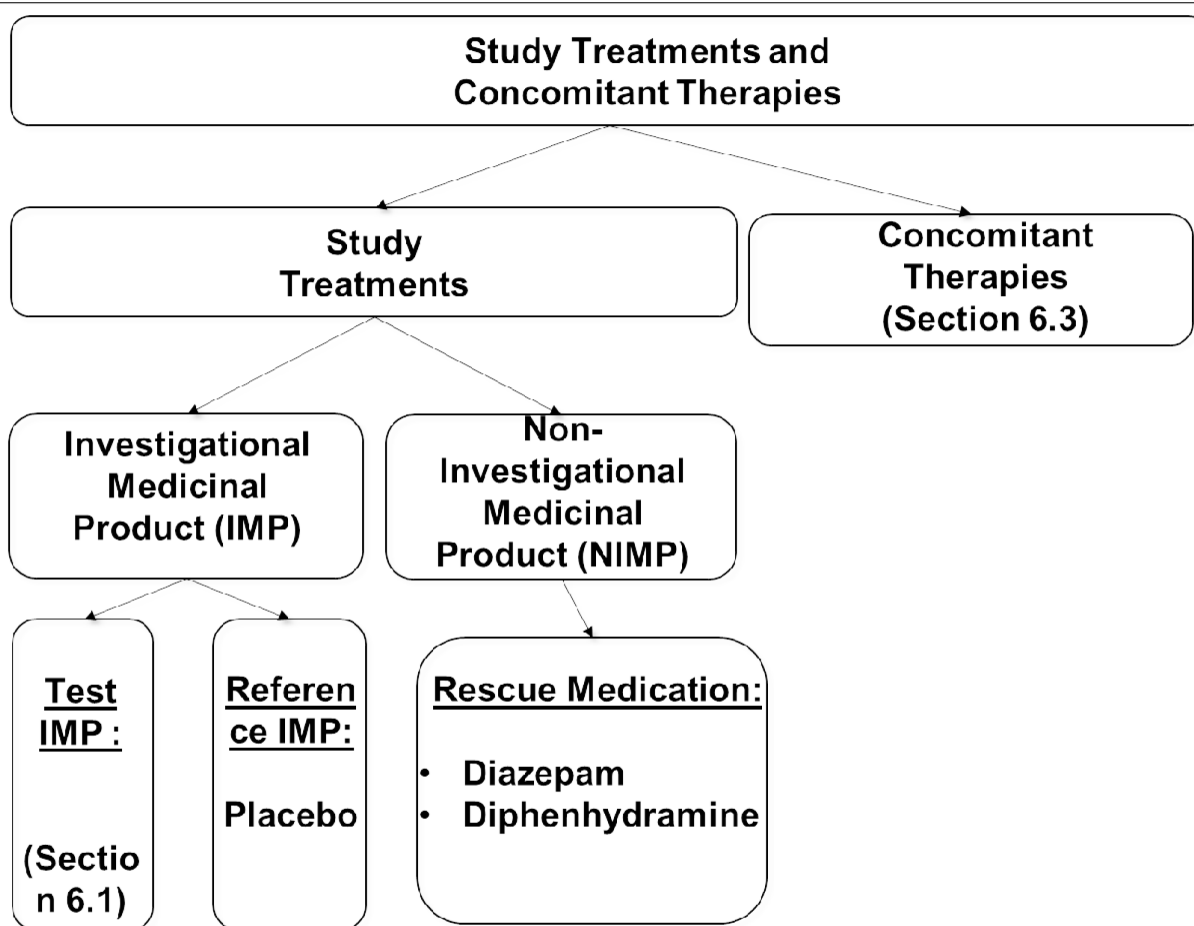 Study Treatments and
Concomitant Therapies
Study
Treatments
Concomitant
Therapies
(Section 6.3)
Investigational
Medicinal
Product (IMP)
Non-
Investigational
Medicinal
Product (NIMP)
Test
IMP :
(Sectio
n 6.1)
Referen
ce IMP:
Placebo
Rescue Medication:
• Diazepam
• Diphenhydramine